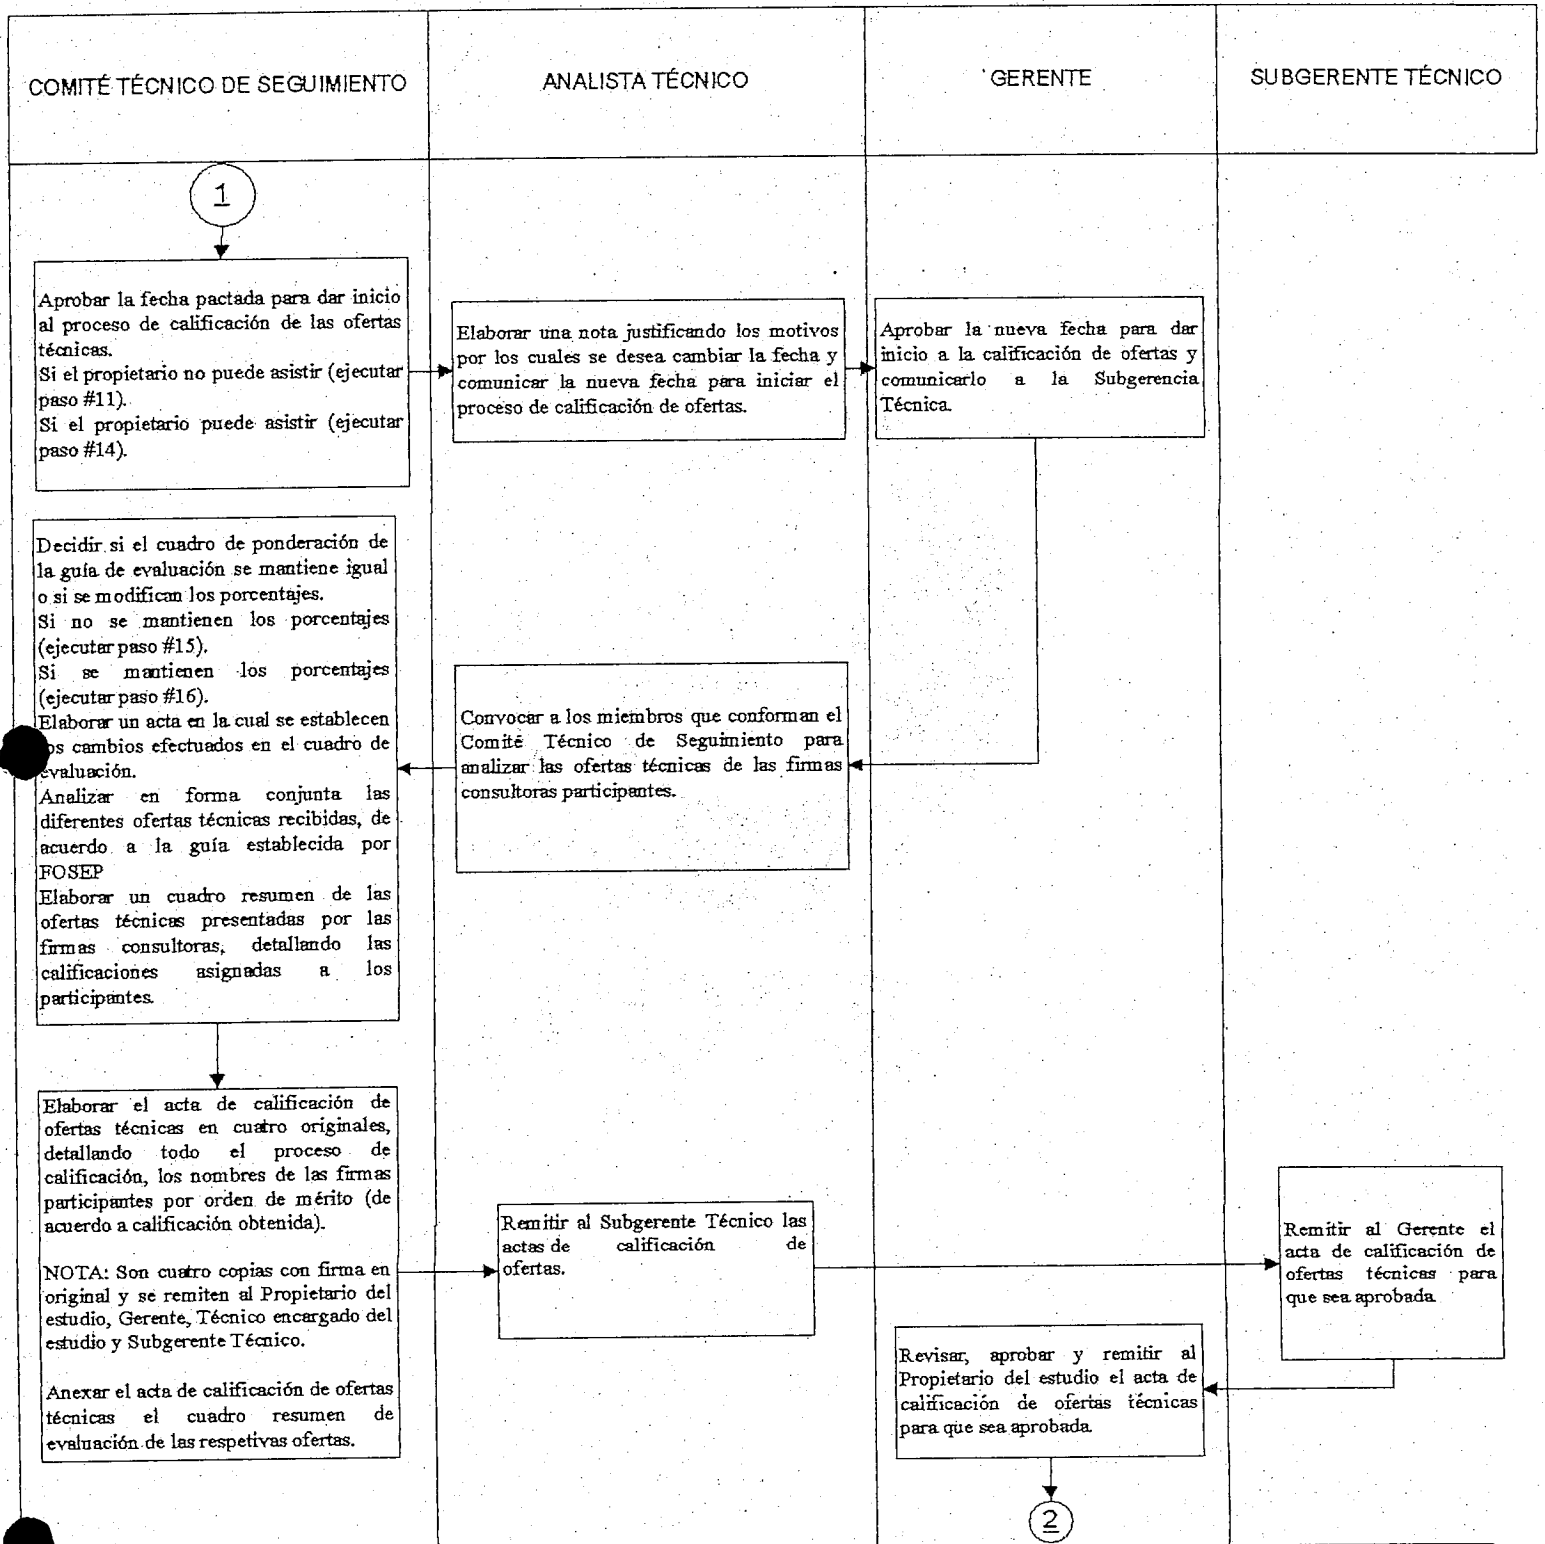 COMITÉ TÉCNICO DE SEGUIMIENTO
ANALISTA TÉCNICO
GERENTE
SUBGERENTE TÉCNICO
1
Aprobar la fecha pactada para dar inicio
al proceso de calificación de las ofertas
técnicas.
Si el propietario no puede asistir (ejecutar
paso #11).
Si el propietario puede asistir (ejecutar
paso #14).
Elaborar una nota justificando los motivos
por los cuales se desea cambiar la fecha y
comunicar la nueva fecha para iniciar el
proceso de calificación de ofertas.
Aprobar la nueva fecha para dar
inicio a la calificación de ofertas y
comunicarlo a la Subgerencia
Técnica.
Decidir si el cuadro de ponderación de
la guía de evaluación se mantiene igual
o si se modifican los porcentajes.
Si no se mantienen los porcentajes
(ejecutar paso #15).
Si se mantienen los porcentajes
(ejecutar paso #16).
Elaborar un acta en la cual se establecen
os cambios efectuados en el cuadro de
evaluación.
Analizar en forma conjunta las
diferentes ofertas técnicas recibidas, de
acuerdo a la guía establecida por
FOSEP
Elaborar un cuadro resumen de las
ofertas técnicas presentadas por las
firmas consultoras, detallando las
calificaciones asignadas a los
participantes.
Convocar a los miembros que conforman el
Comité Técnico de Seguimiento para
analizar las ofertas técnicas de las firmas
consultoras participantes.
Elaborar el acta de calificación de
ofertas técnicas en cuatro originales,
detallando todo el proceso de
calificación, los nombres de las firmas
participantes por orden de mérito (de
acuerdo a calificación obtenida).
NOTA: Son cuatro copias con firma en
original y se remiten al Propietario del
estudio, Gerente, Técnico encargado del
estudio y Subgerente Técnico.
Anexar el acta de calificación de ofertas
técnicas el cuadro resumen de
evaluación de las respetivas ofertas.
Remitir al Subgerente Técnico las
actas de calificación de
ofertas.
Remitir al Gerente el
acta de calificación de
ofertas técnicas para
que sea aprobada
Revisar, aprobar y remitir al
Propietario del estudio el acta de
calificación de ofertas técnicas
para que sea aprobada
2